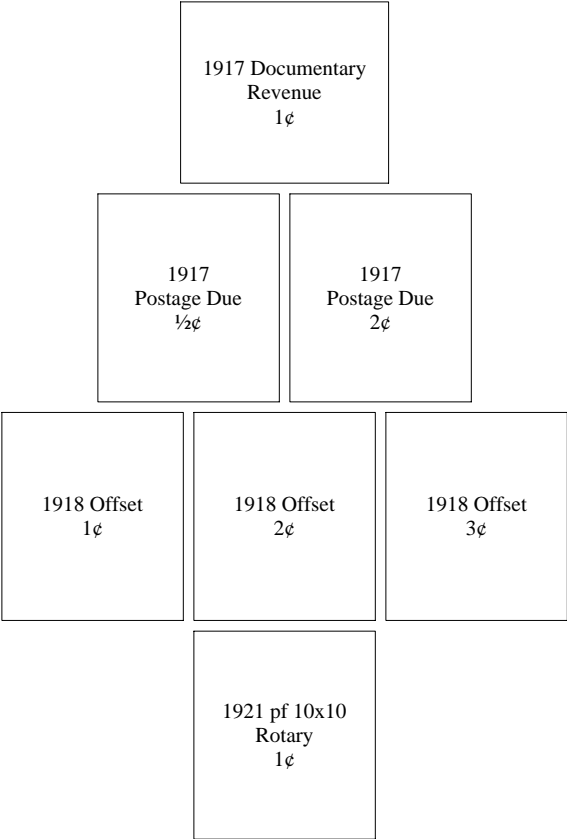 1917 Documentary
Revenue
1¢
1917
Postage Due
½¢
1917
Postage Due
2¢
1918 Offset
1¢
1918 Offset
2¢
1918 Offset
3¢
1921 pf 10x10
Rotary
1¢